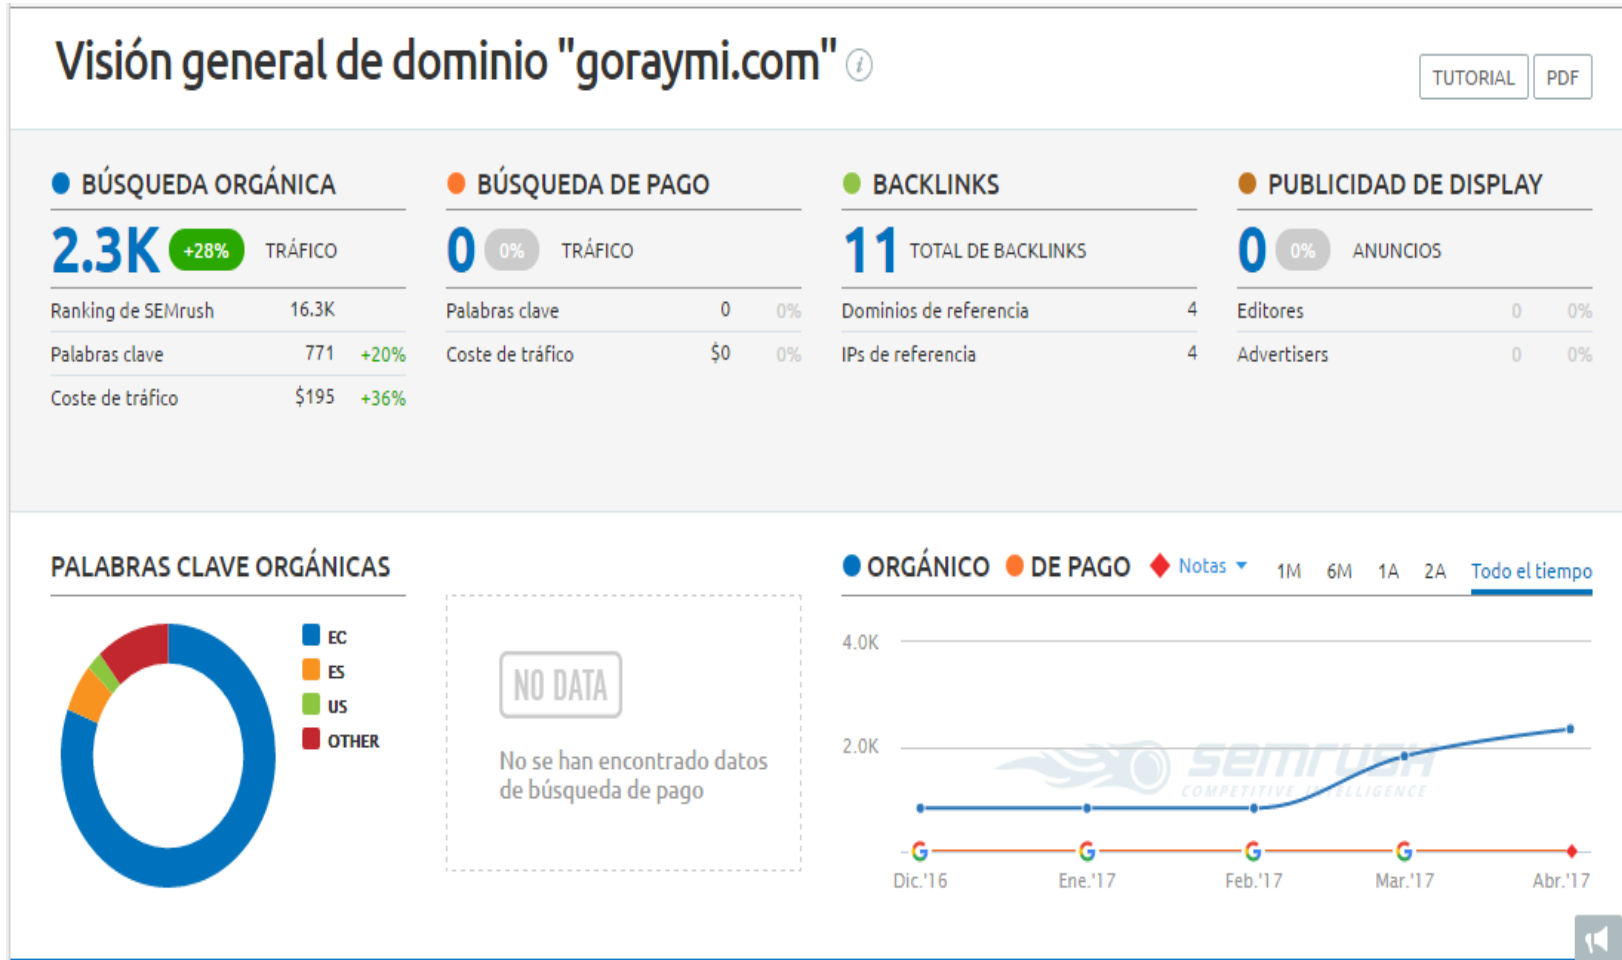 Visión general de dominio "goraymi.com" i
TUTORIAL PDF
BÚSQUEDA ORGÁNICA
2.3K +28% TRÁFICO
Ranking de SEMrush 16.3K
Palabras clave 771 +20%
Coste de tráfico $195 +36%
BÚSQUEDA DE PAGO
0 0% TRÁFICO
Palabras clave 0 0%
Coste de tráfico $0 0%
BACKLINKS
11 TOTAL DE BACKLINKS
Dominios de referencia 4
IPs de referencia 4
PUBLICIDAD DE DISPLAY
0 0% ANUNCIOS
Editores 0 0%
Advertisers 0 0%
PALABRAS CLAVE ORGÁNICAS
EC
ES
US
OTHER
NO DATA
No se han encontrado datos
de búsqueda de pago
ORGÁNICO DE PAGO Notas 1M 6M 1A 2A Todo el tiempo
4.0K
2.0K
semrush
COMPETITIVE INTELLIGENCE
G G G G
Dic.'16 Ene.'17 Feb.'17 Mar.'17 Abr.'17